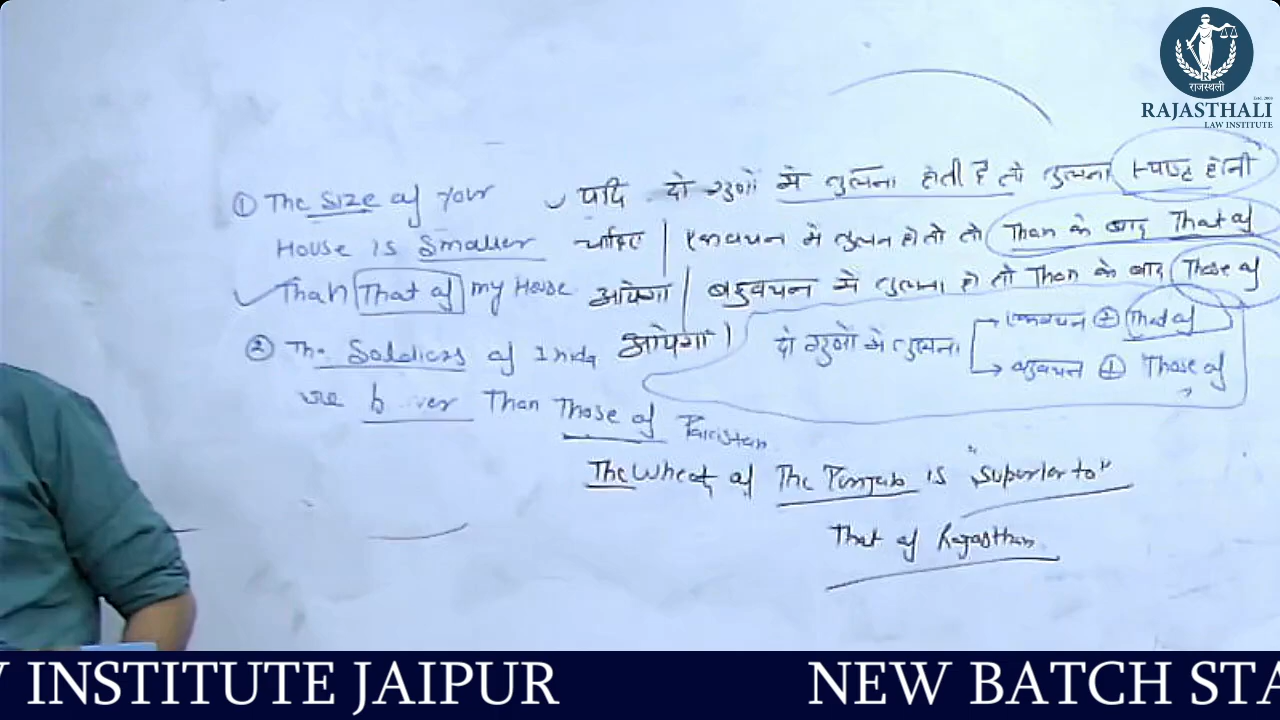 राजस्थली
RAJASTHALI
LAW INSTITUTE
① The Size of Your
House is Smaller
Than That of my House
② The Soldiers of India
Than Those of Pakistan
यदि दो गुणों मे तुलना होती है तो तुलना स्पष्ट होनी
चाहिए | एकवचन मे तुलना हो तो तो Than के बाद That of
आयेगा | बहुवचन मे तुलना हो तो Than के बाद Those of
आयेगा |
दो गुणों मे तुलना
एकवचन ⊕ That of
बहुवचन ⊕ Those of
The Wheat of The Punjab is "Superior to"
That of Rajasthan
INSTITUTE JAIPUR NEW BATCH STA